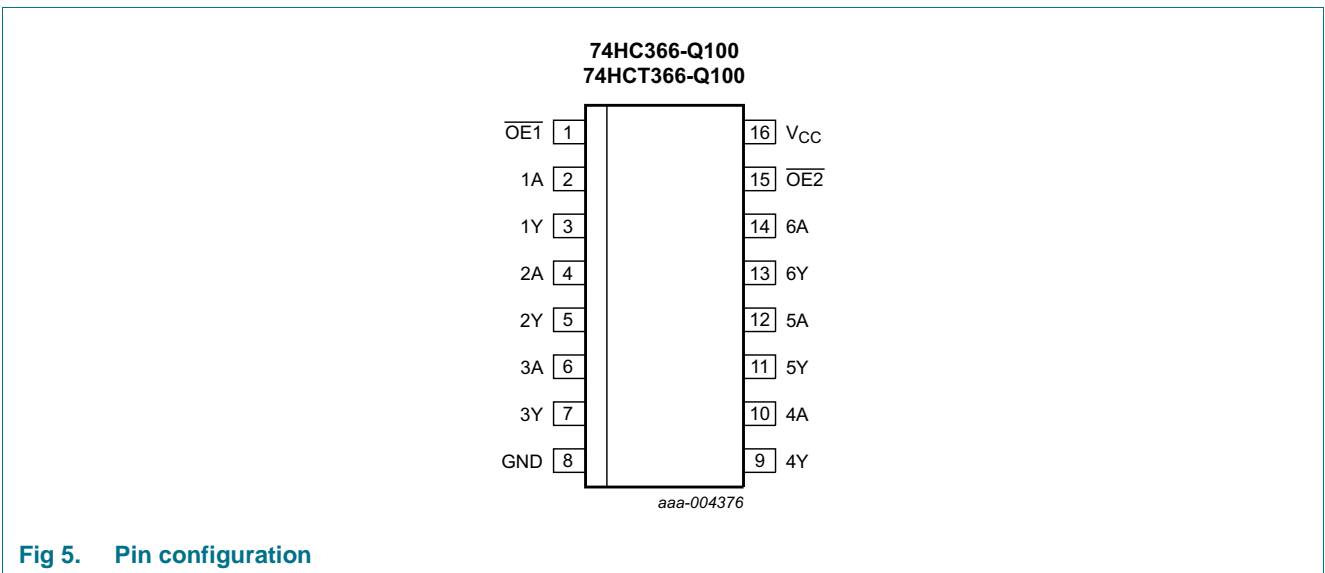 74HC366-Q100
74HCT366-Q100
OE1 1 16 VCC
1A 2 15 OE2
1Y 3 14 6A
2A 4 13 6Y
2Y 5 12 5A
3A 6 11 5Y
3Y 7 10 4A
GND 8 9 4Y
aaa-004376
Fig 5. Pin configuration